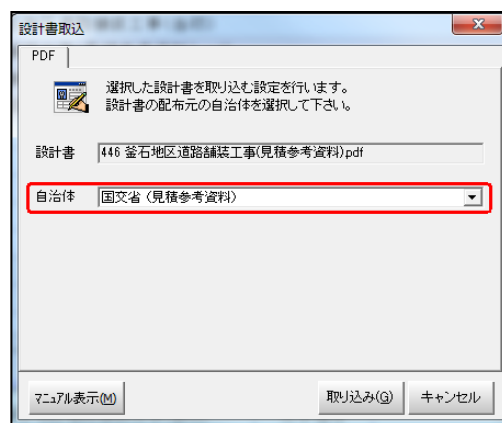 設計書取込
PDF
選択した設計書を取り込む設定を行います。
設計書の配布元の自治体を選択して下さい。
設計書 446 釜石地区道路舗装工事(見積参考資料).pdf
自治体 国交省（見積参考資料）
マニュアル表示(M) 取り込み(G) キャンセル